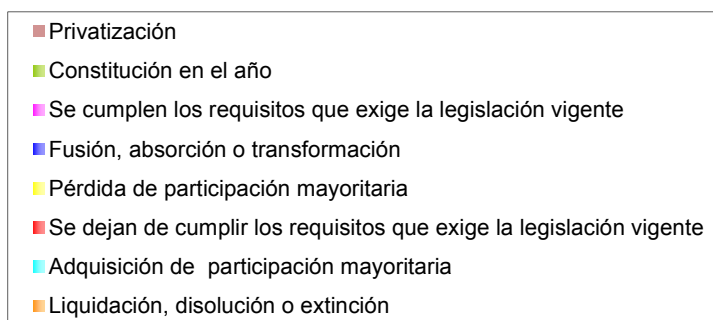 Privatización
Constitución en el año
Se cumplen los requisitos que exige la legislación vigente
Fusión, absorción o transformación
Pérdida de participación mayoritaria
Se dejan de cumplir los requisitos que exige la legislación vigente
Adquisición de participación mayoritaria
Liquidación, disolución o extinción